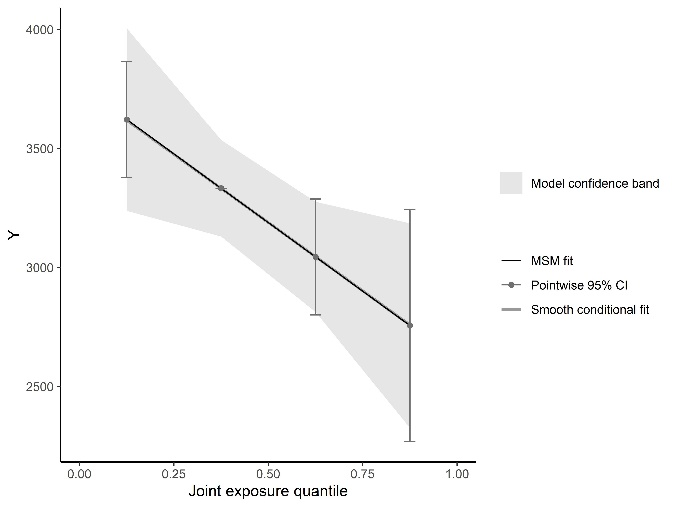 4000
3500
3000
2500
Y
0.00 0.25 0.50 0.75 1.00
Joint exposure quantile
Model confidence band
MSM fit
Pointwise 95% CI
Smooth conditional fit